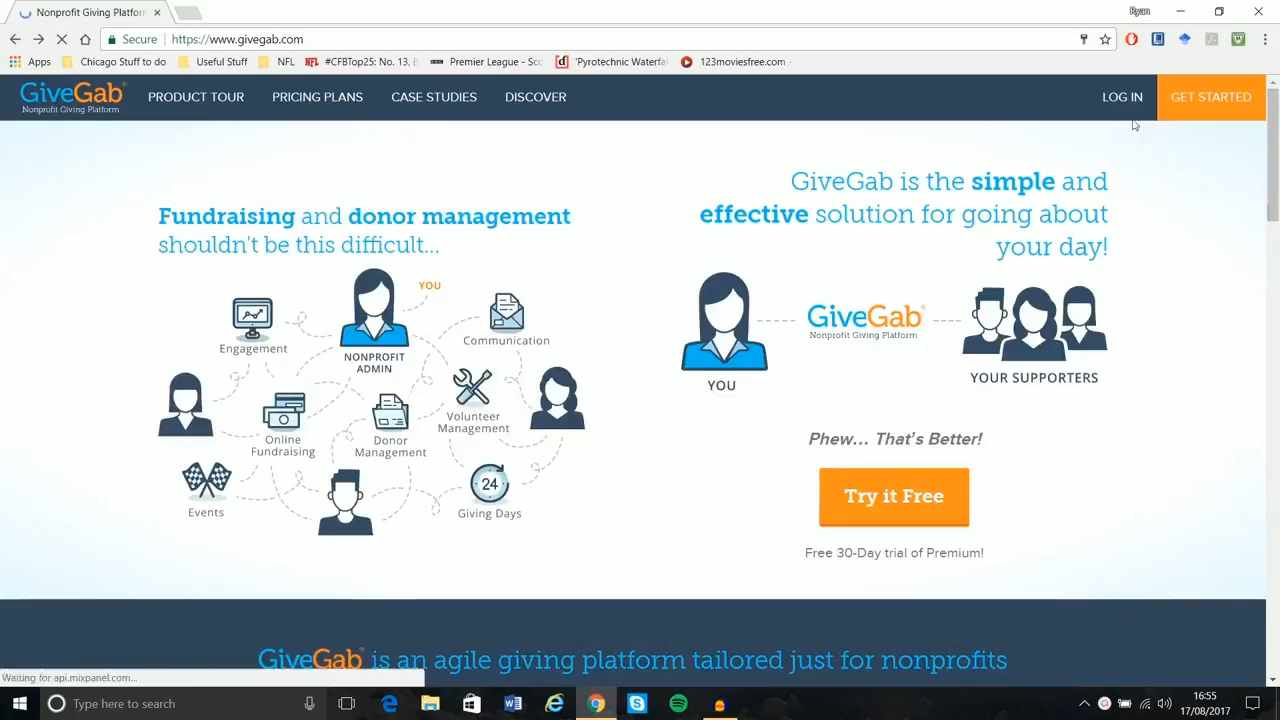 Nonprofit Giving Platform
Ryan
Secure https://www.givegab.com
Apps Chicago Stuff to do Useful Stuff NFL #CFBTop25: No. 13, Premier League - Sc 'Pyrotechnic Waterfa 123moviesfree.com -
GiveGab
Nonprofit Giving Platform
PRODUCT TOUR PRICING PLANS CASE STUDIES DISCOVER LOG IN GET STARTED
Fundraising and donor management
shouldn't be this difficult...
YOU
Engagement
NONPROFIT
ADMIN
Communication
Online
Fundraising
Donor
Management
Volunteer
Management
Events
24
Giving Days
GiveGab is the simple and
effective solution for going about
your day!
GiveGab
Nonprofit Giving Platform
YOU
YOUR SUPPORTERS
Phew... That's Better!
Try it Free
Free 30-Day trial of Premium!
GiveGab is an agile giving platform tailored just for nonprofits
Waiting for api.mixpanel.com...
Type here to search
16:55
17/08/2017